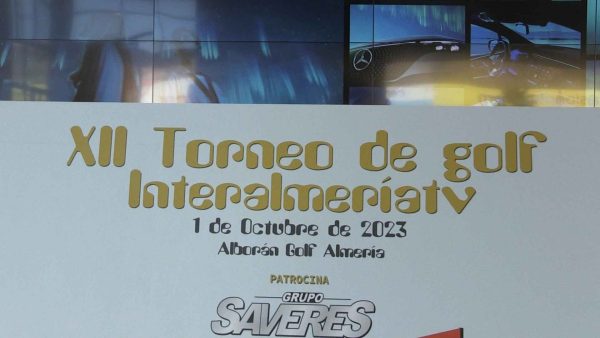 XII Torneo de golf
Interalmeríatv
1 de Octubre de 2023
Alborán Golf Almería
PATROCINA
GRUPO
SAVERES